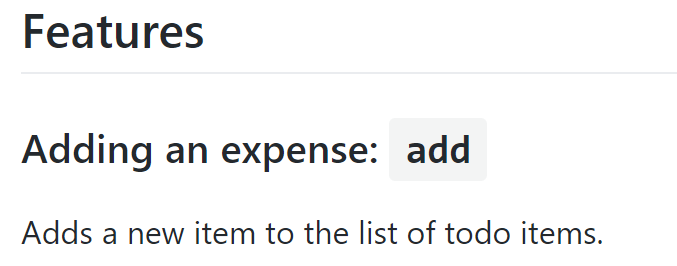 Features
Adding an expense: add
Adds a new item to the list of todo items.